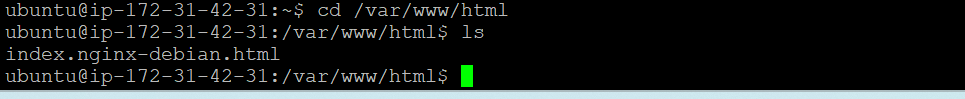 ubuntu@ip-172-31-42-31:~$ cd /var/www/html
ubuntu@ip-172-31-42-31:/var/www/html$ ls
index.nginx-debian.html
ubuntu@ip-172-31-42-31:/var/www/html$